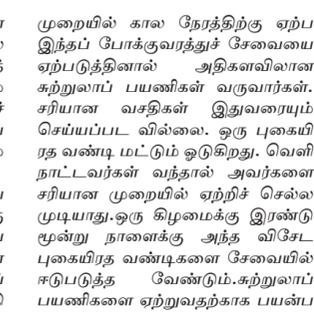 முறையில் கால நேரத்திற்கு ஏற்ப
இந்தப் போக்குவரத்துச் சேவையை
ஏற்படுத்தினால் அதிகளவிலான
சுற்றுலாப் பயணிகள் வருவார்கள்.
சரியான வசதிகள் இதுவரையும்
செய்யப்பட வில்லை. ஒரு புகையி
ரத வண்டி மட்டும் ஓடுகிறது. வெளி
நாட்டவர்கள் வந்தால் அவர்களை
சரியான முறையில் ஏற்றிச் செல்ல
முடியாது.ஒரு கிழமைக்கு இரண்டு
மூன்று நாளைக்கு அந்த விசேட
புகையிரத வண்டிகளை சேவையில்
ஈடுபடுத்த வேண்டும்.சுற்றுலாப்
பயணிகளை ஏற்றுவதற்காக பயன்ப